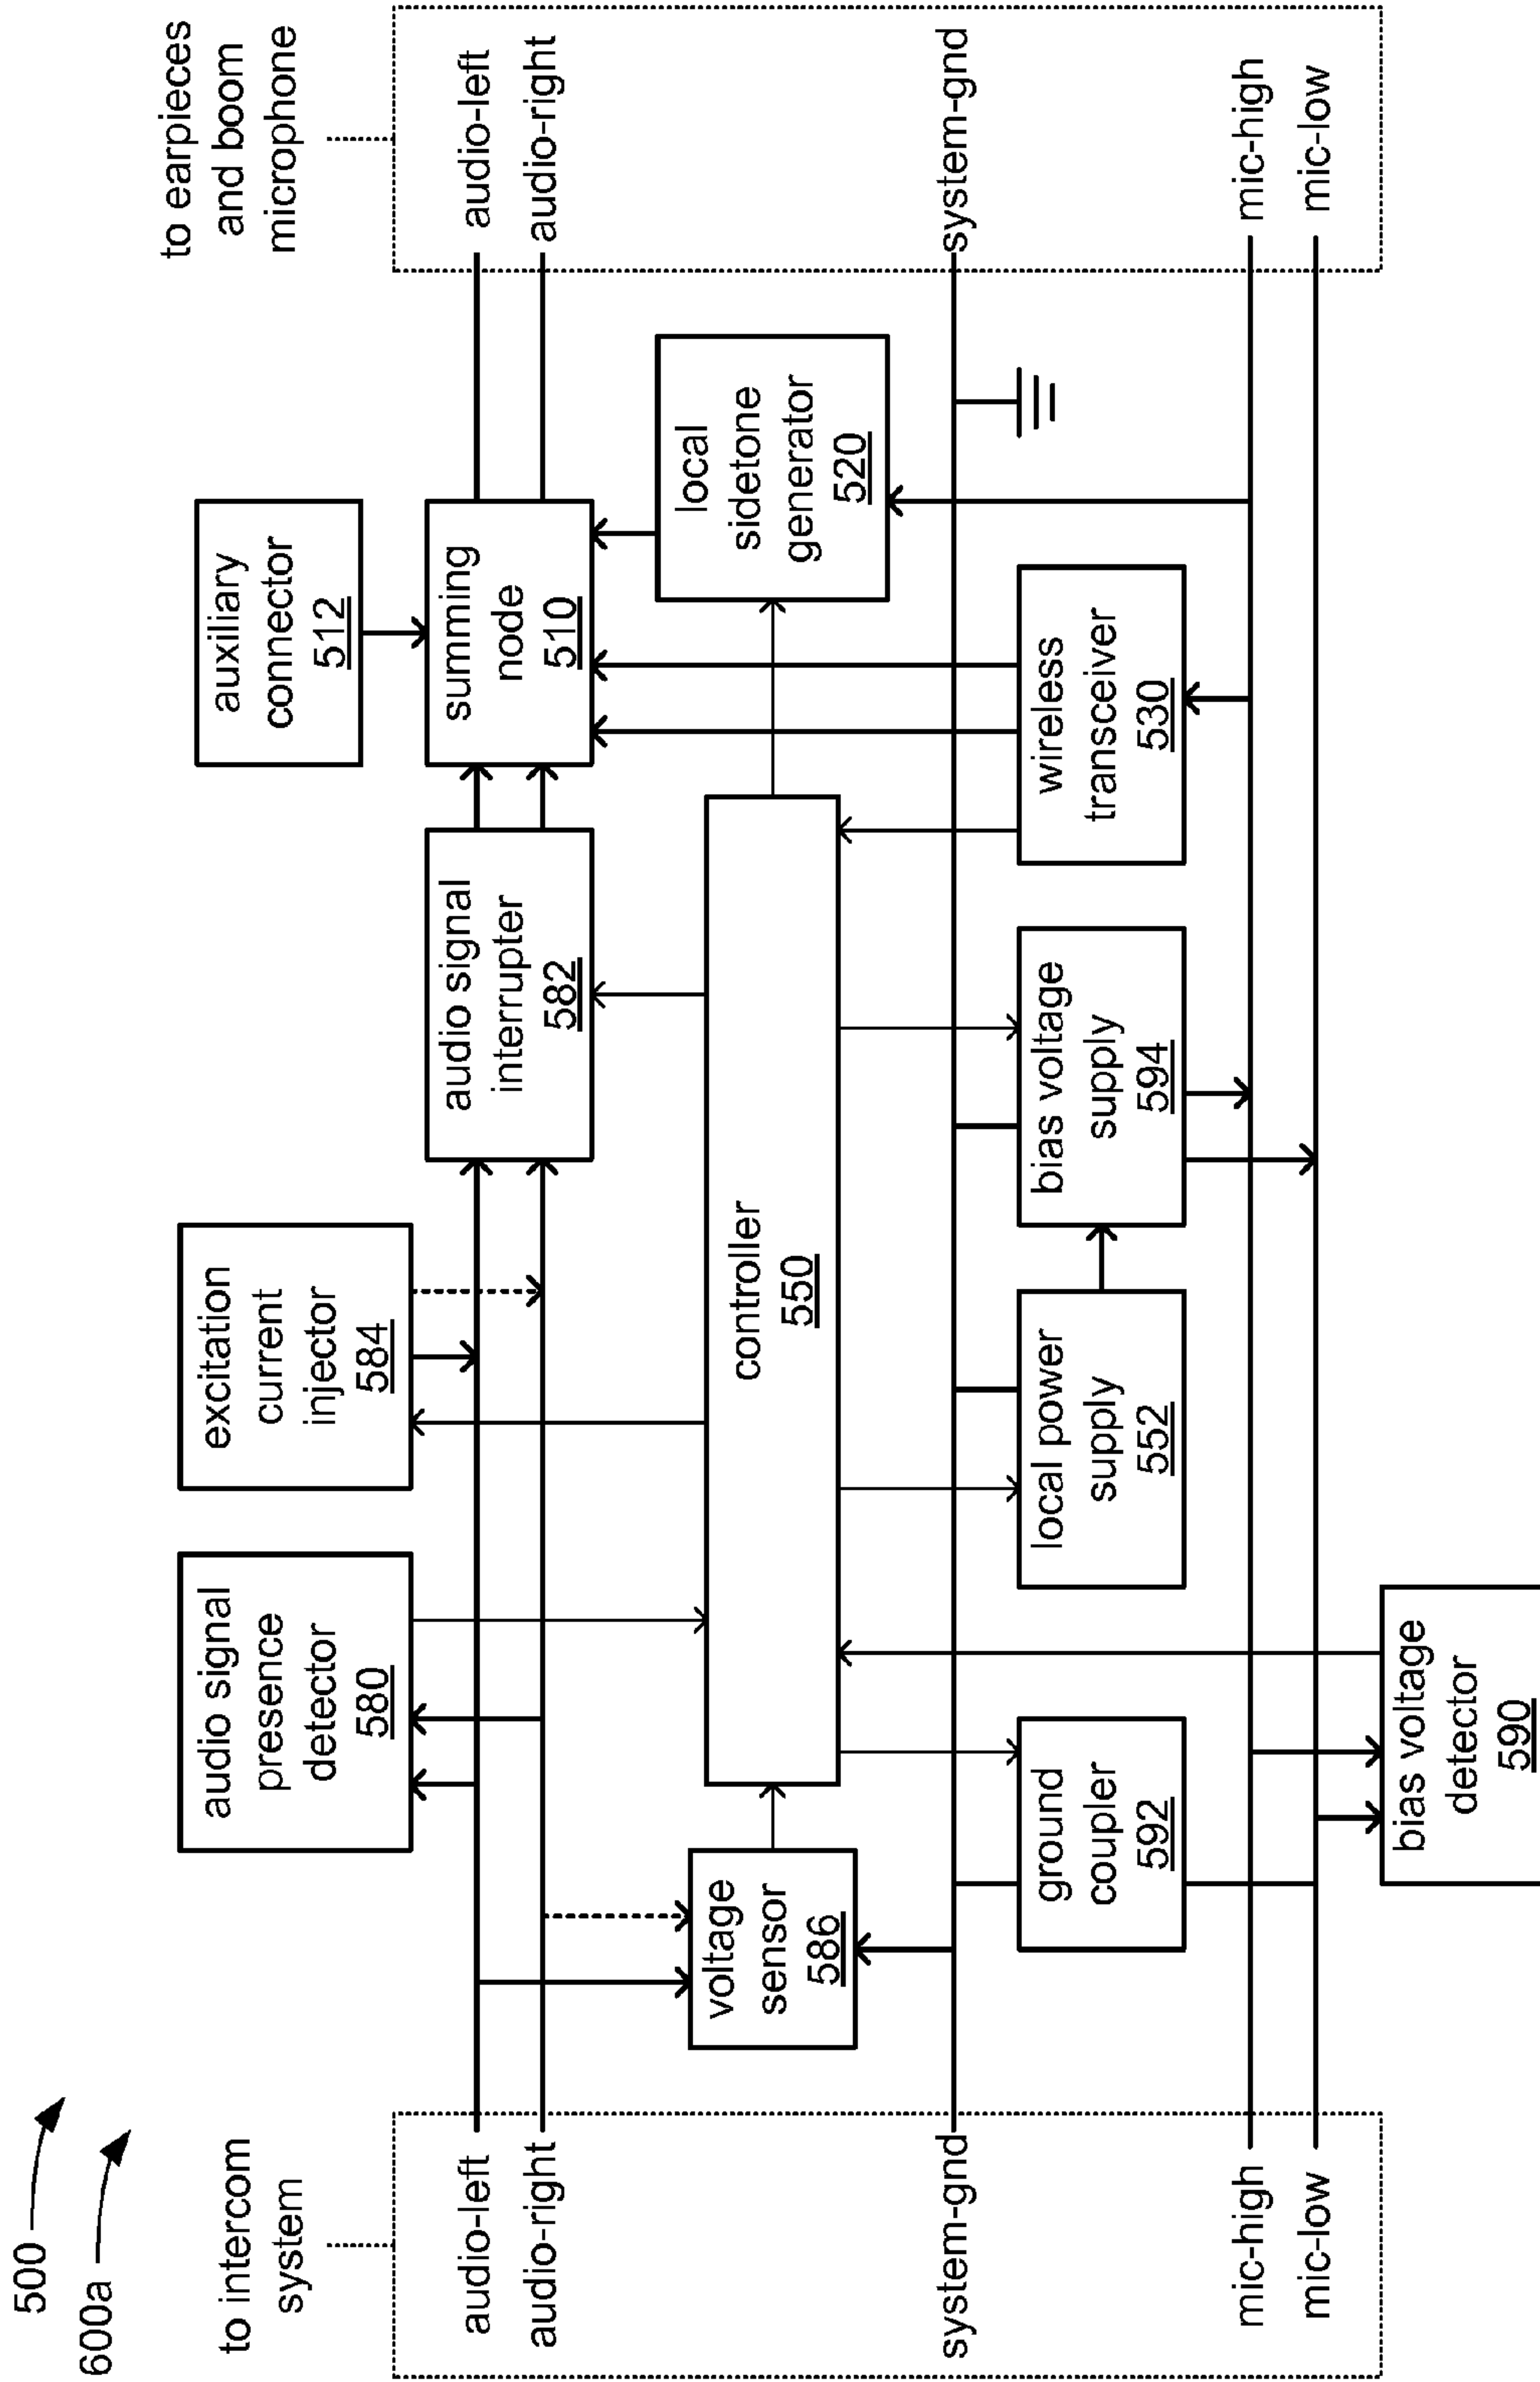 500
600a
to intercom
system
to earpieces
and boom
microphone
audio signal
presence
detector
580
excitation
current
injector
584
auxiliary
connector
512
audio-left
audio-right
audio signal
interrupter
582
summing
node
510
audio-left
audio-right
voltage
sensor
586
controller
550
local
sidetone
generator
520
system-gnd
system-gnd
ground
coupler
592
local power
supply
552
bias voltage
supply
594
wireless
transceiver
530
mic-high
mic-low
mic-high
mic-low
bias voltage
detector
590